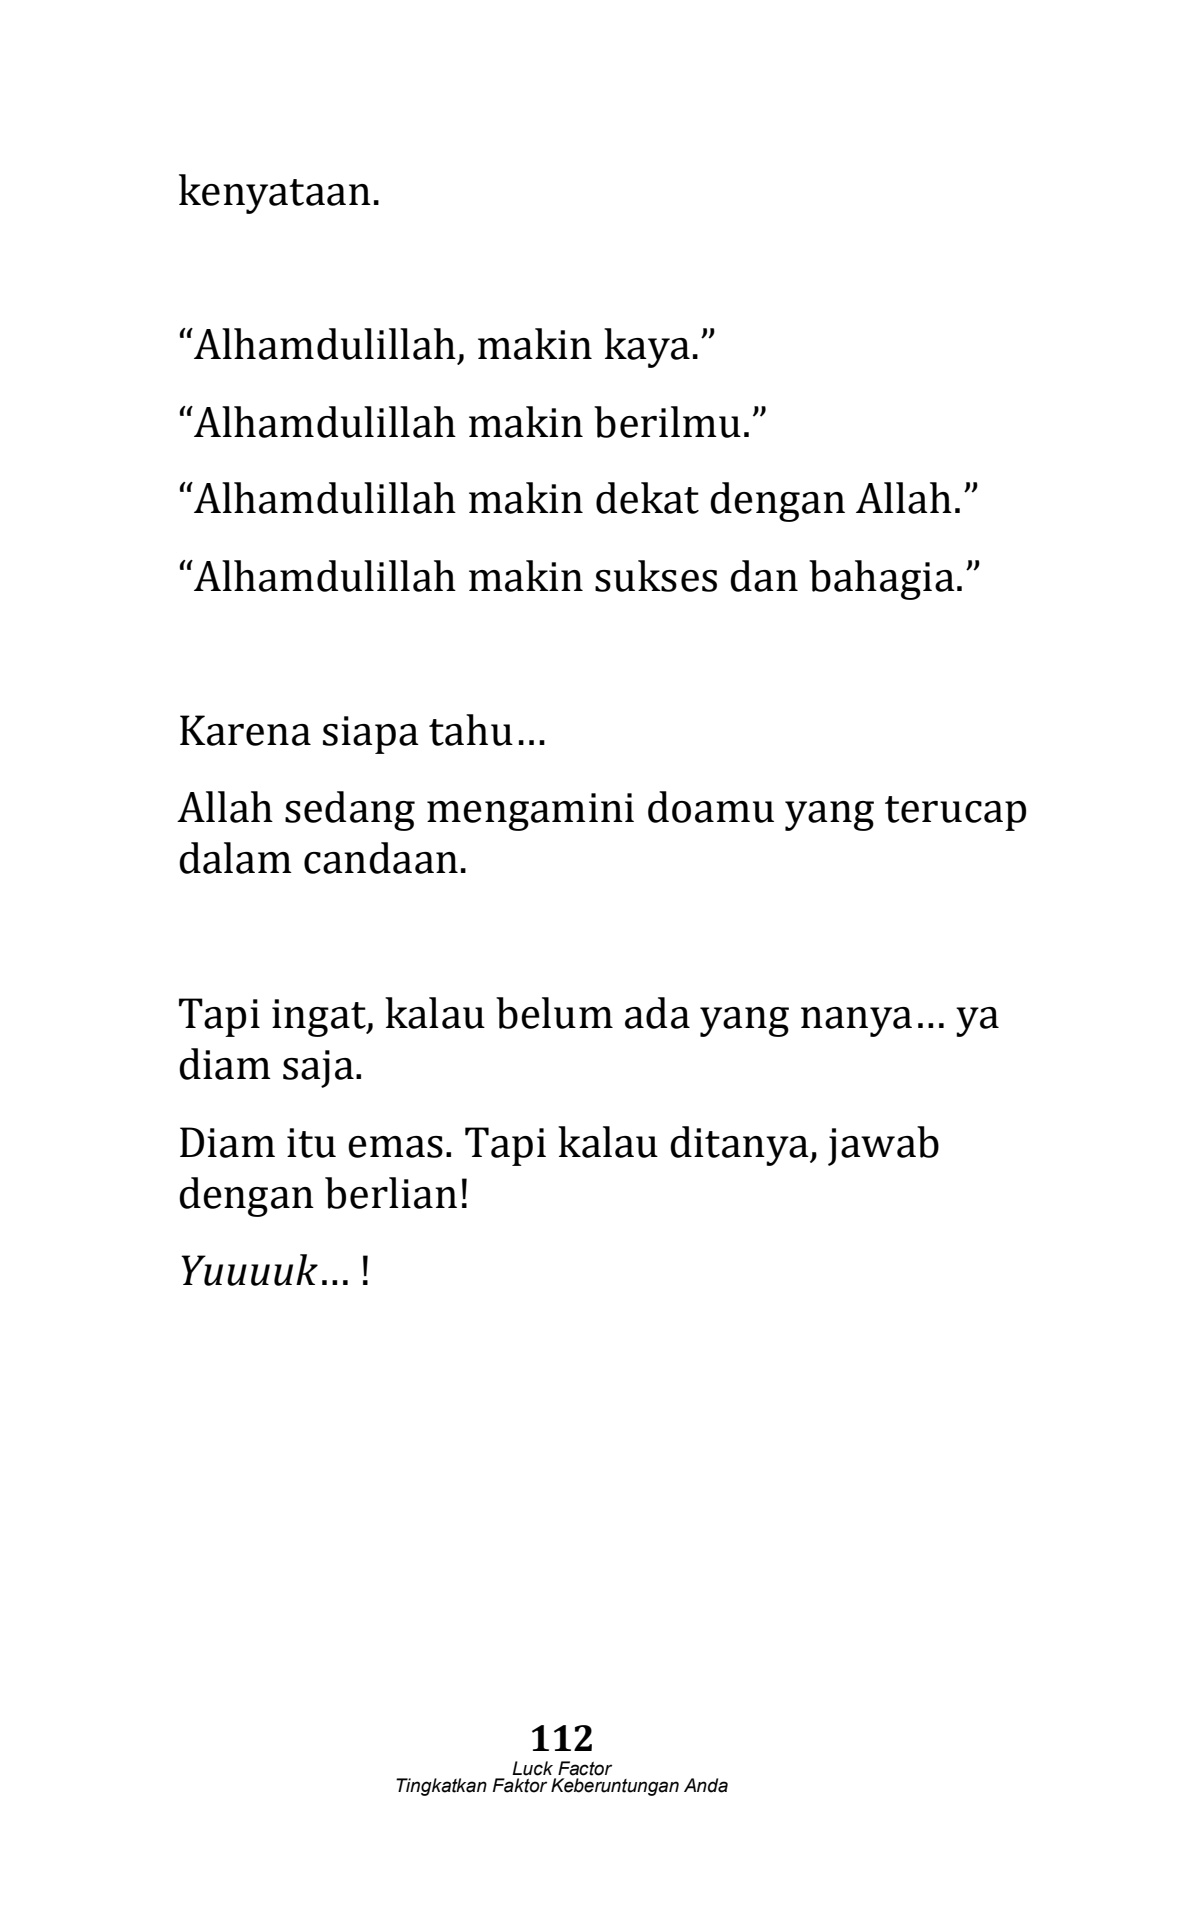 kenyataan.
“Alhamdulillah, makin kaya.”
“Alhamdulillah makin berilmu.”
“Alhamdulillah makin dekat dengan Allah.”
“Alhamdulillah makin sukses dan bahagia.”
Karena siapa tahu…
Allah sedang mengamini doamu yang terucap
dalam candaan.
Tapi ingat, kalau belum ada yang nanya… ya
diam saja.
Diam itu emas. Tapi kalau ditanya, jawab
dengan berlian!
Yuuuuk… !
112
Luck Factor
Tingkatkan Faktor Keberuntungan Anda